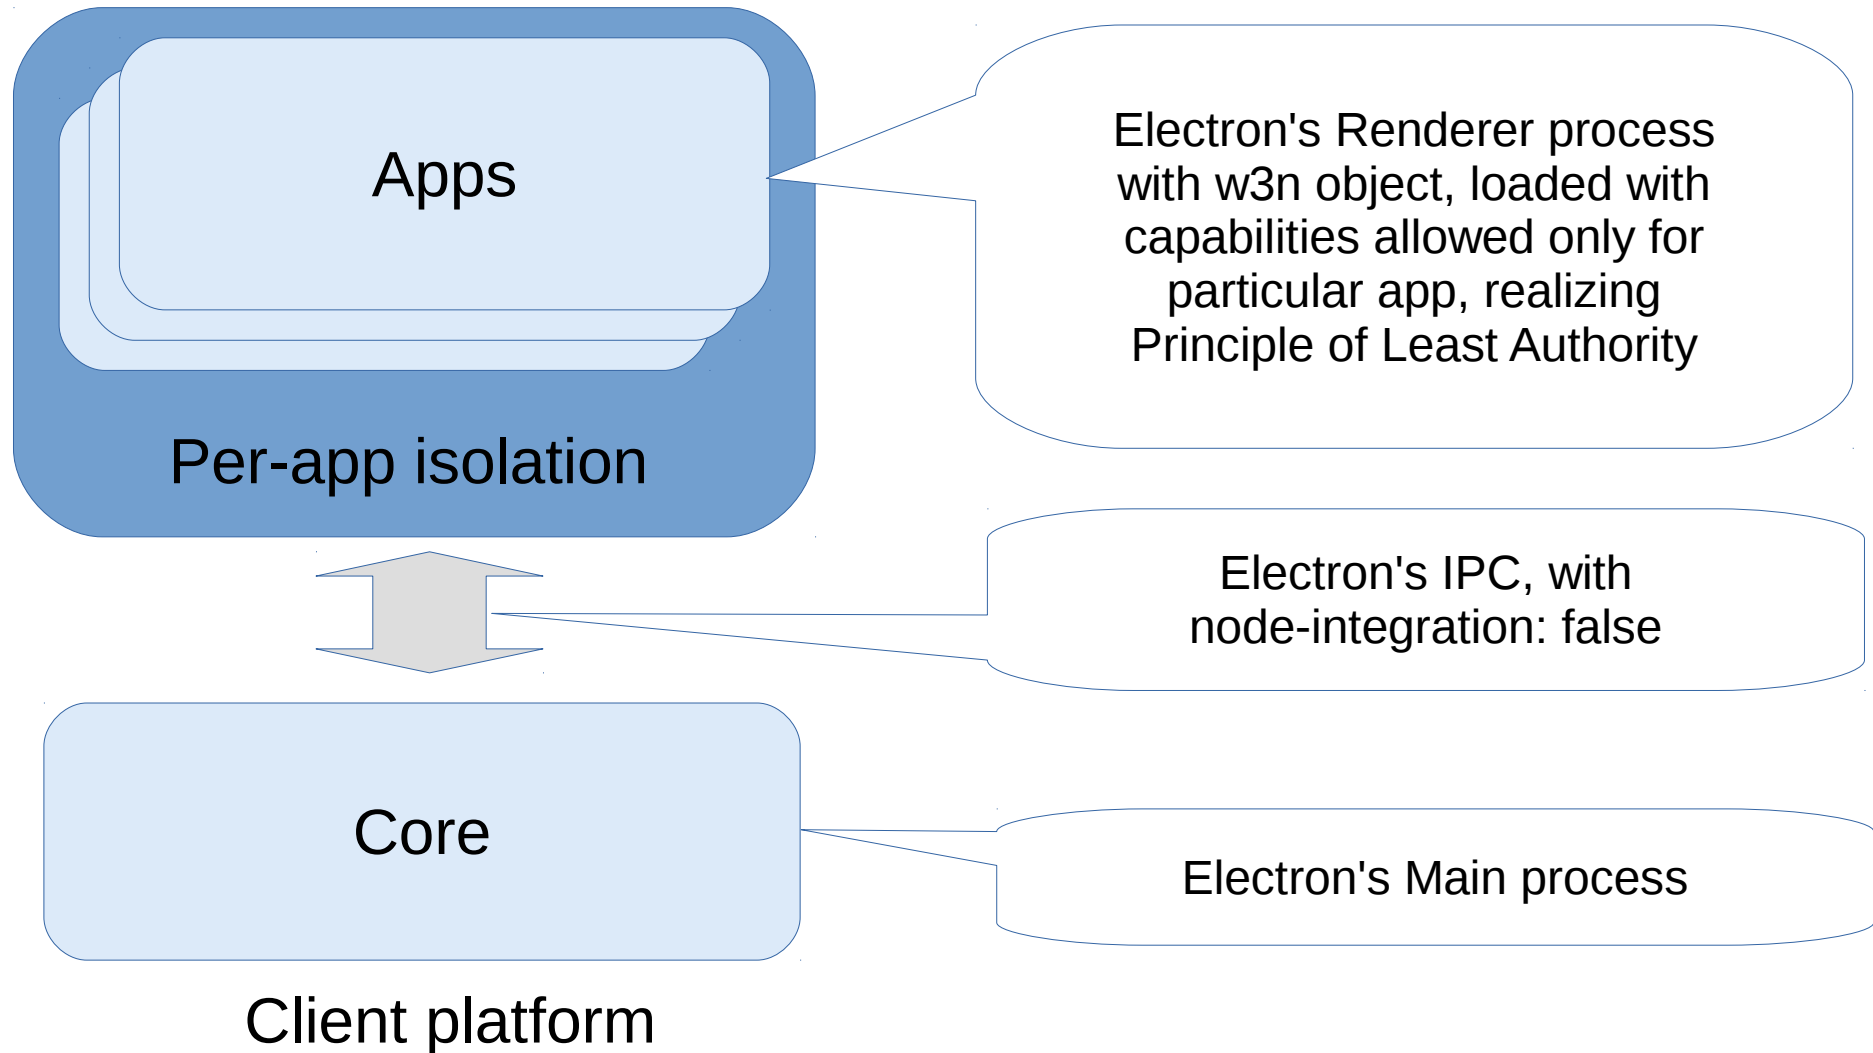 Apps
Per-app isolation
Electron's Renderer process
with w3n object, loaded with
capabilities allowed only for
particular app, realizing
Principle of Least Authority
Electron's IPC, with
node-integration: false
Core
Electron's Main process
Client platform